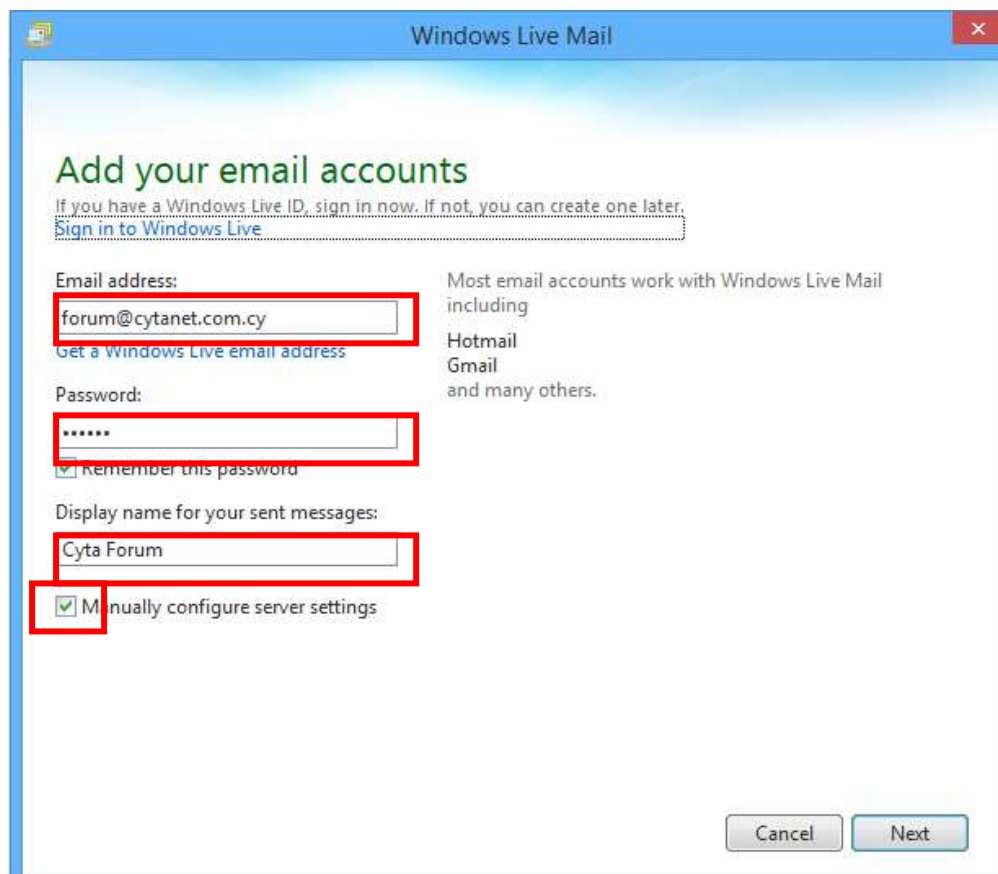 Windows Live Mail
Add your email accounts
If you have a Windows Live ID, sign in now. If not, you can create one later.
Sign in to Windows Live
Email address:
forum@cytanet.com.cy
Get a Windows Live email address
Password:
••••••
Remember this password
Display name for your sent messages:
Cyta Forum
Manually configure server settings
Most email accounts work with Windows Live Mail
including
Hotmail
Gmail
and many others.
Cancel
Next